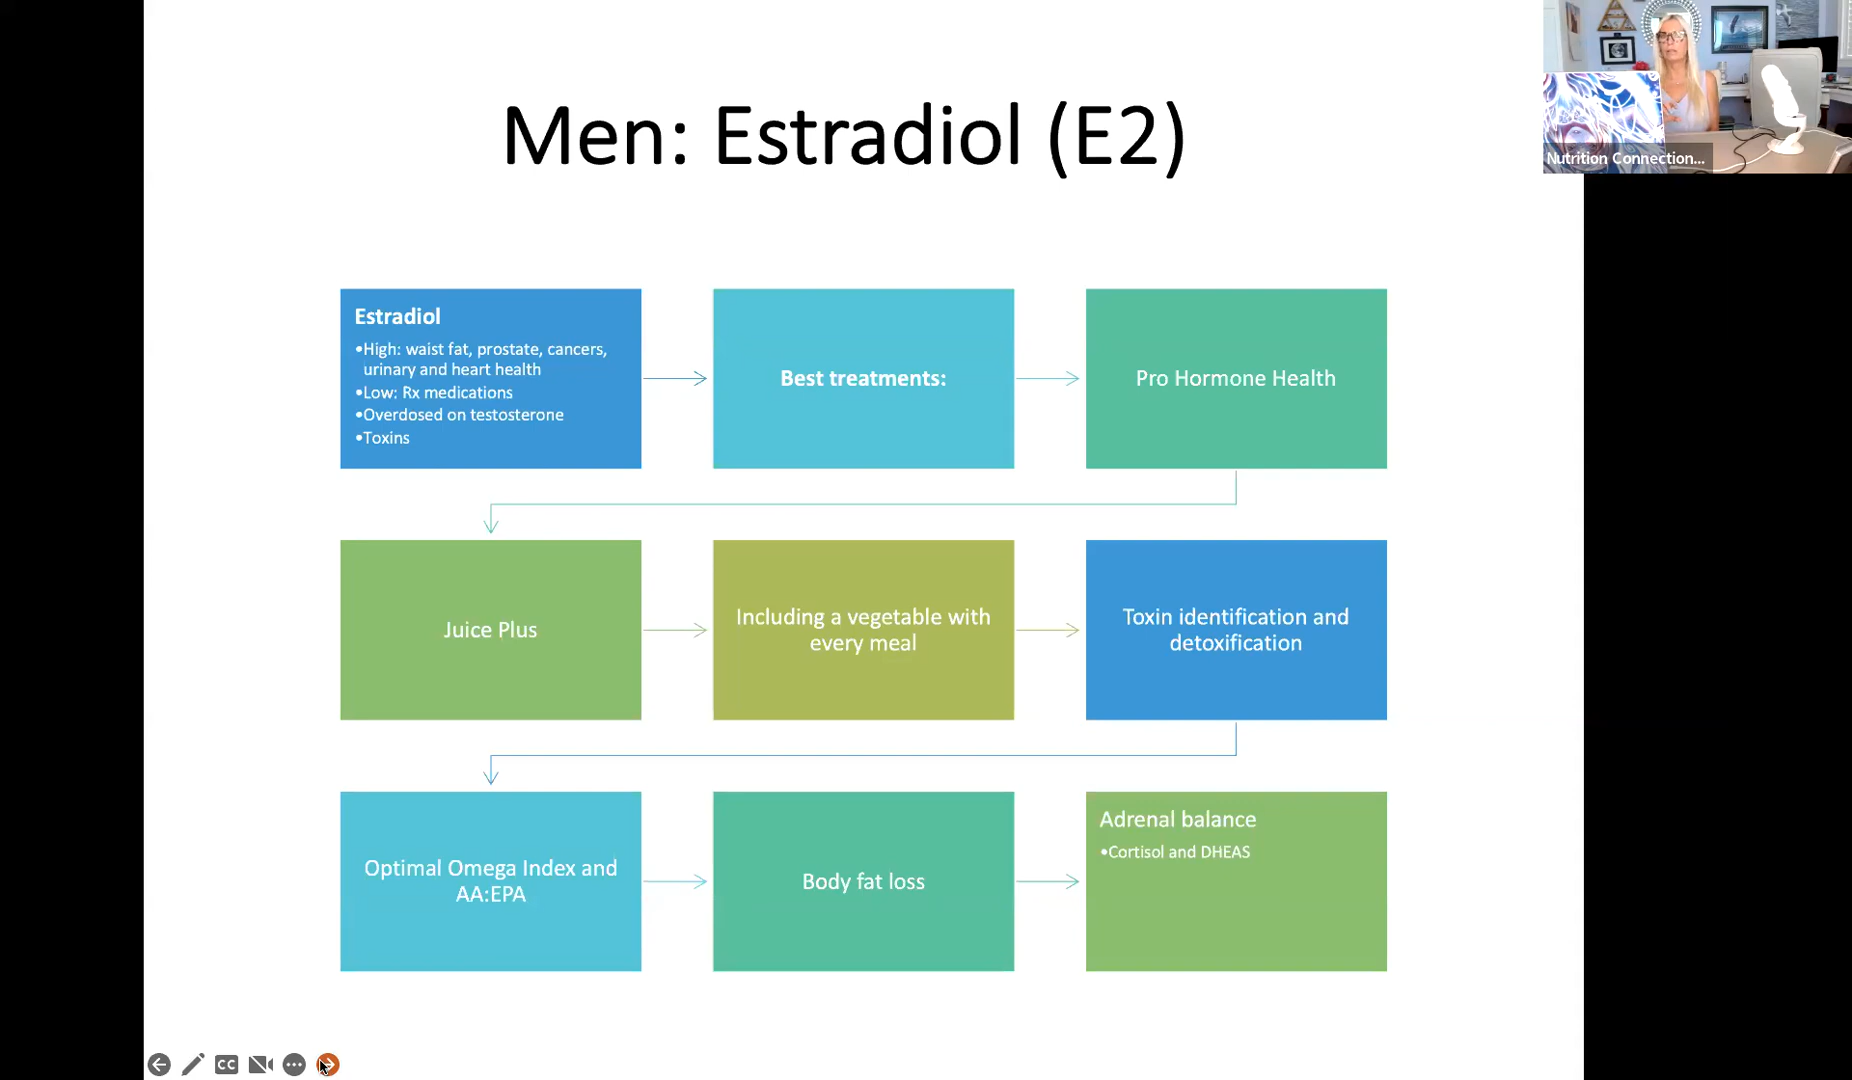 Men: Estradiol (E2)
Nutrition Connection...
Estradiol
•High: waist fat, prostate, cancers,
urinary and heart health
•Low: Rx medications
•Overdosed on testosterone
•Toxins
Best treatments:
Pro Hormone Health
Juice Plus
Including a vegetable with
every meal
Toxin identification and
detoxification
Optimal Omega Index and
AA:EPA
Body fat loss
Adrenal balance
•Cortisol and DHEAS
CC